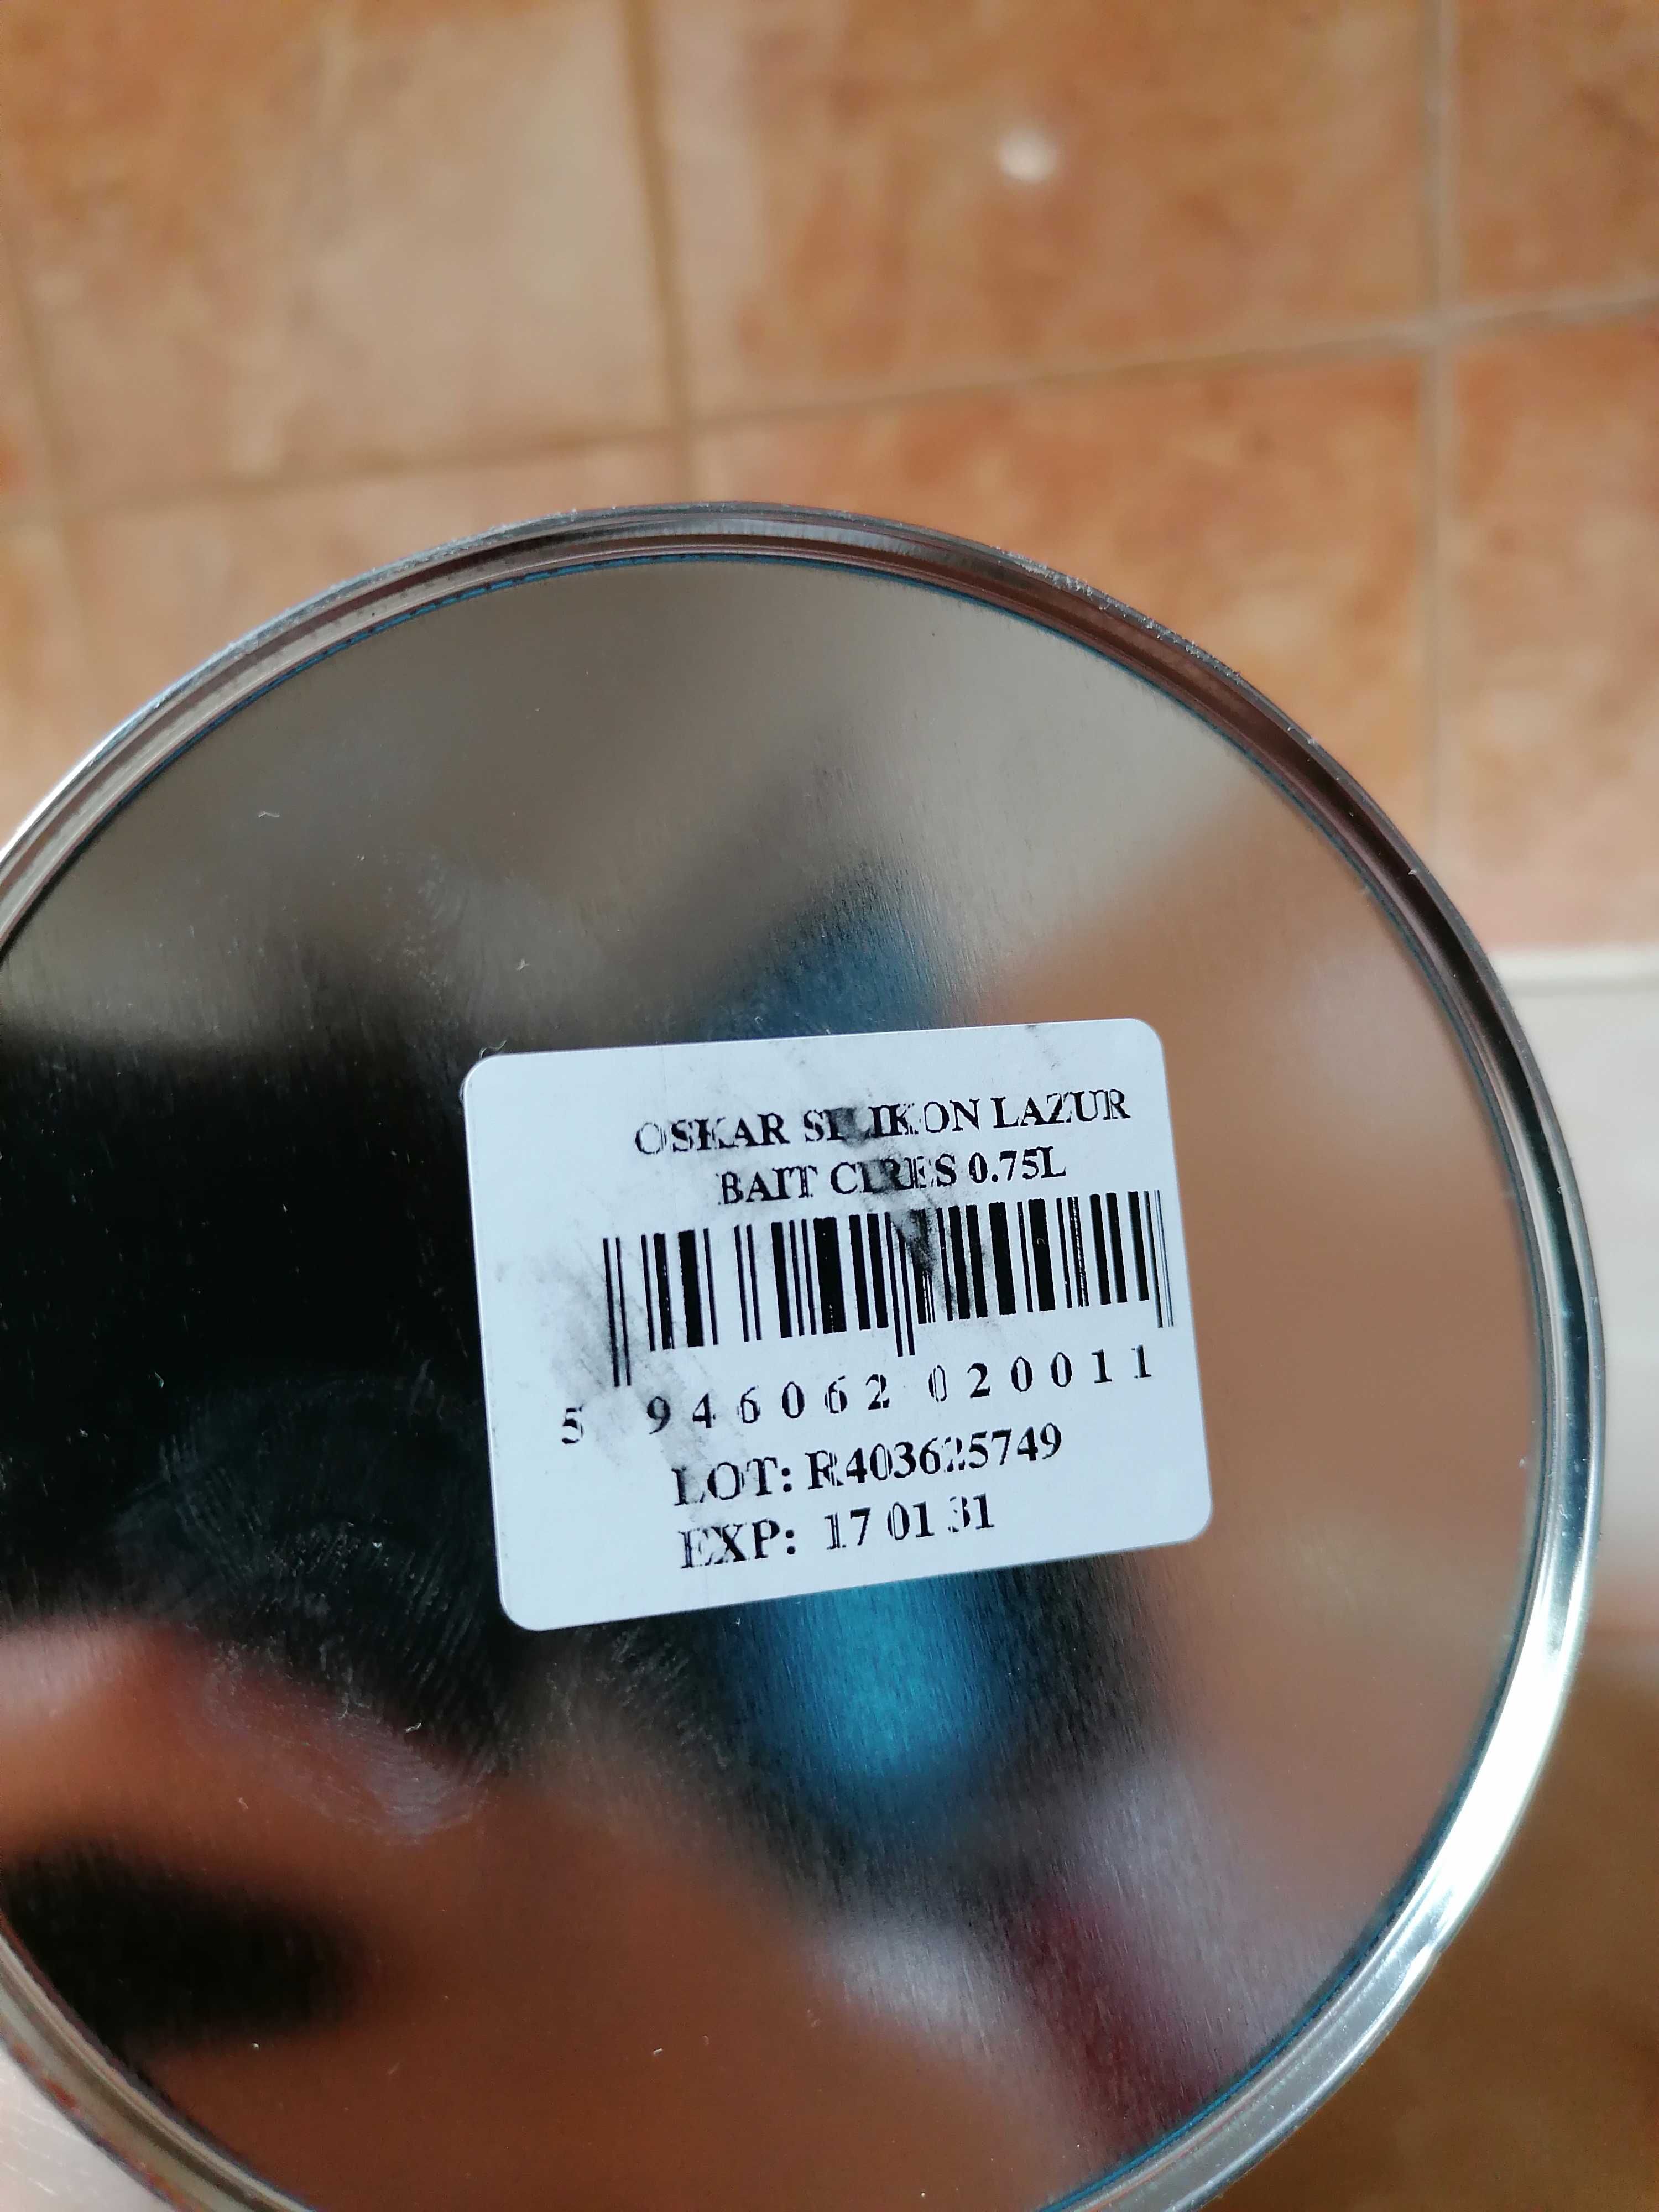 OSKAR SILIKON LAZUR
BAIT CIRES 0.75L
5 946062 020011
LOT: R403625749
EXP: 17 01 31